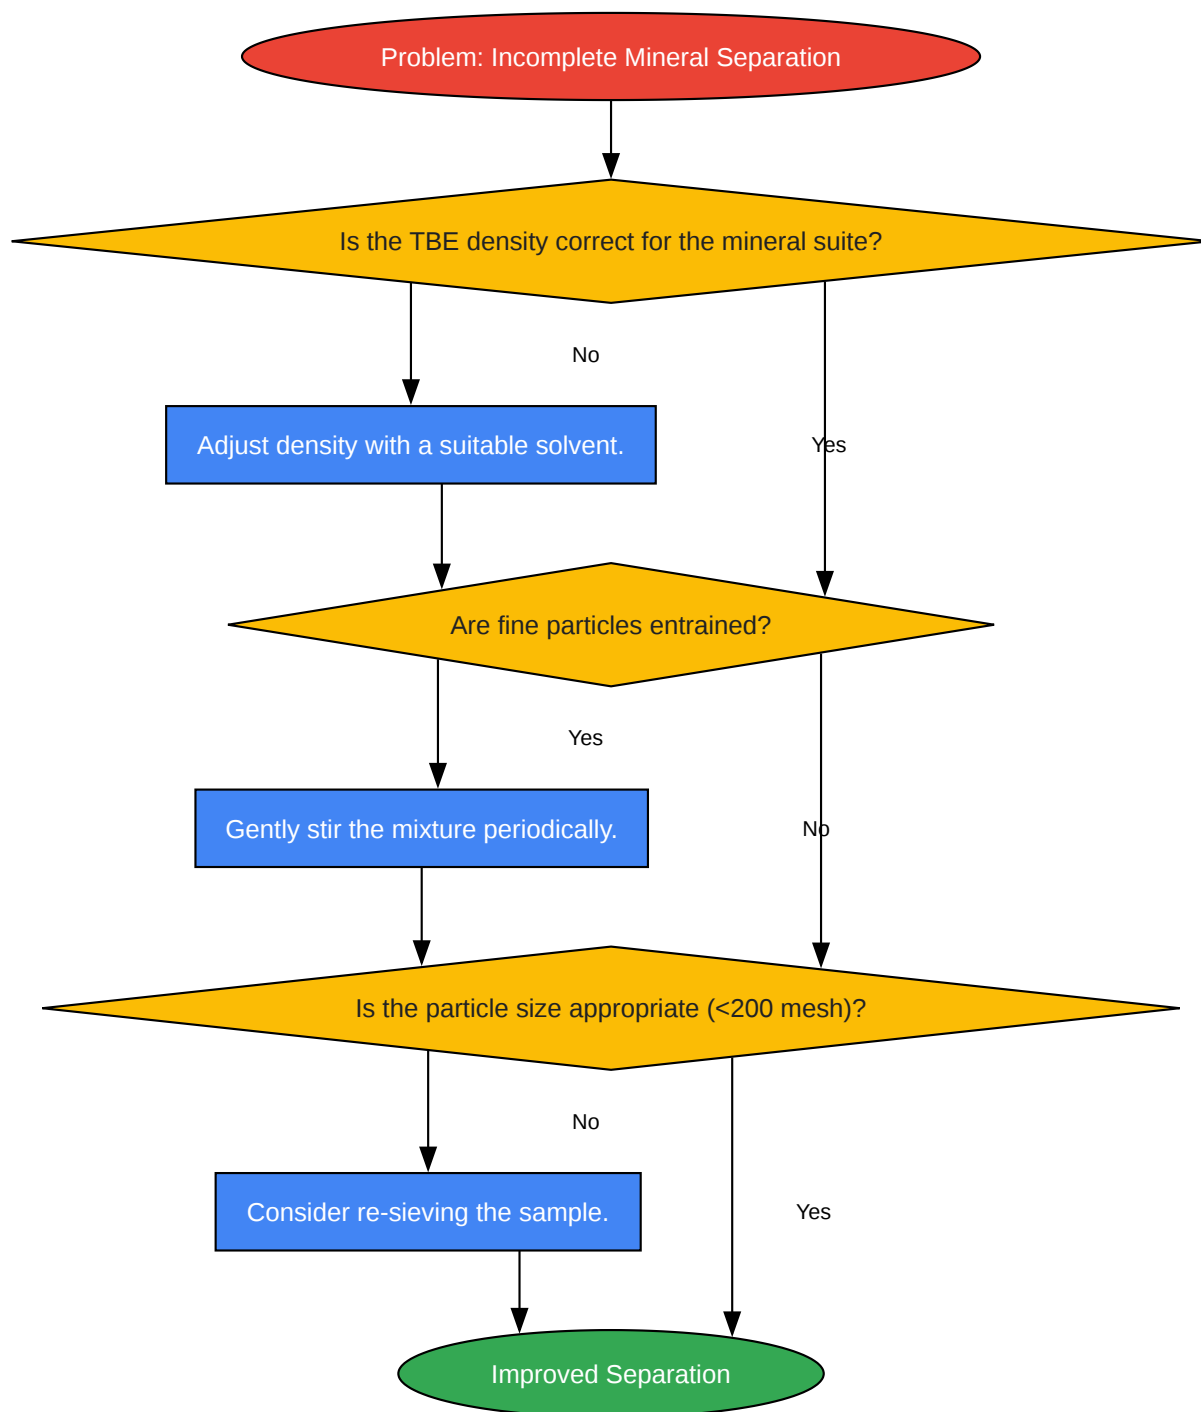 Problem: Incomplete Mineral Separation
Is the TBE density correct for the mineral suite?
No
Adjust density with a suitable solvent.
Yes
Are fine particles entrained?
Yes
Gently stir the mixture periodically.
No
Is the particle size appropriate (<200 mesh)?
No
Consider re-sieving the sample.
Yes
Improved Separation